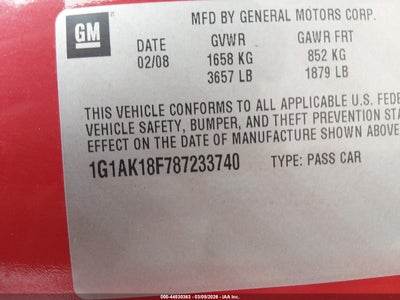 GM
MFD BY GENERAL MOTORS CORP.
DATE GVWR GAWR FRT
02/08 1658 KG 852 KG
3657 LB 1879 LB
THIS VEHICLE CONFORMS TO ALL APPLICABLE U.S. FEDE
VEHICLE SAFETY, BUMPER, AND THEFT PREVENTION STA
EFFECT ON THE DATE OF MANUFACTURE SHOWN ABOVE
1G1AK18F787233740 TYPE: PASS CAR
000-44930363 - 03/09/2026 - IAA Inc.